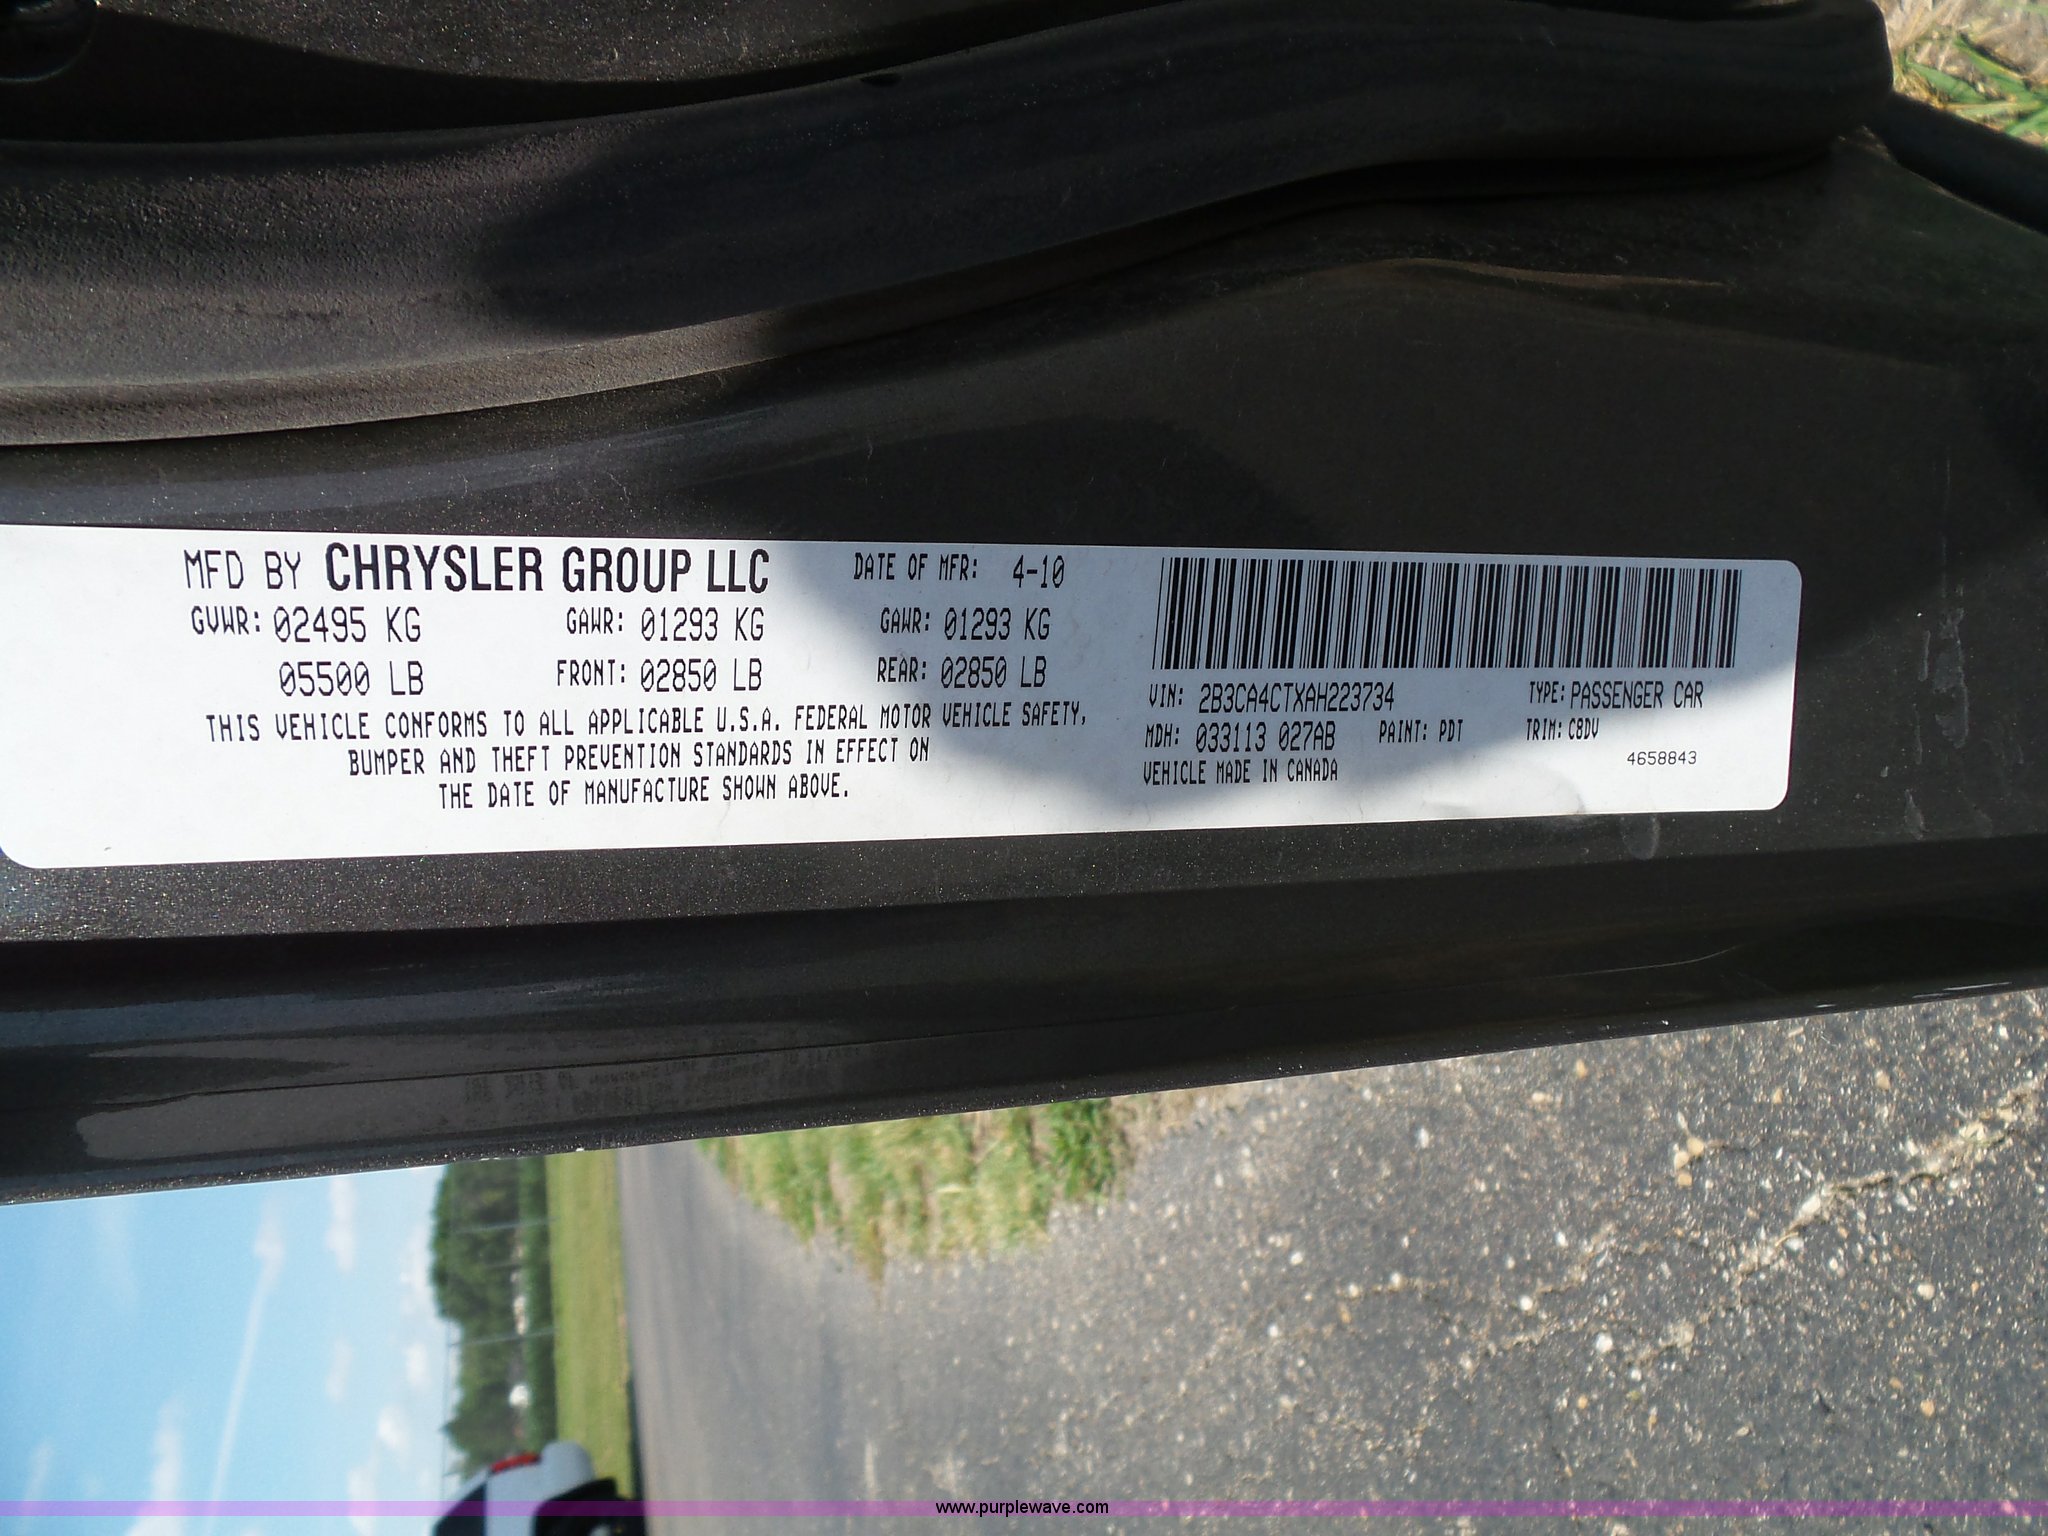 MFD BY CHRYSLER GROUP LLC DATE OF MFR: 4-10
GVWR: 02495 KG GAWR: 01293 KG GAWR: 01293 KG
05500 LB FRONT: 02850 LB REAR: 02850 LB
THIS VEHICLE CONFORMS TO ALL APPLICABLE U.S.A. FEDERAL MOTOR VEHICLE SAFETY,
BUMPER AND THEFT PREVENTION STANDARDS IN EFFECT ON
THE DATE OF MANUFACTURE SHOWN ABOVE.
VIN: 2B3CA4CTXAH223734 TYPE: PASSENGER CAR
MDH: 033113 027AB PAINT: PDT TRIM: C8DV
VEHICLE MADE IN CANADA 4658843
www.purplewave.com